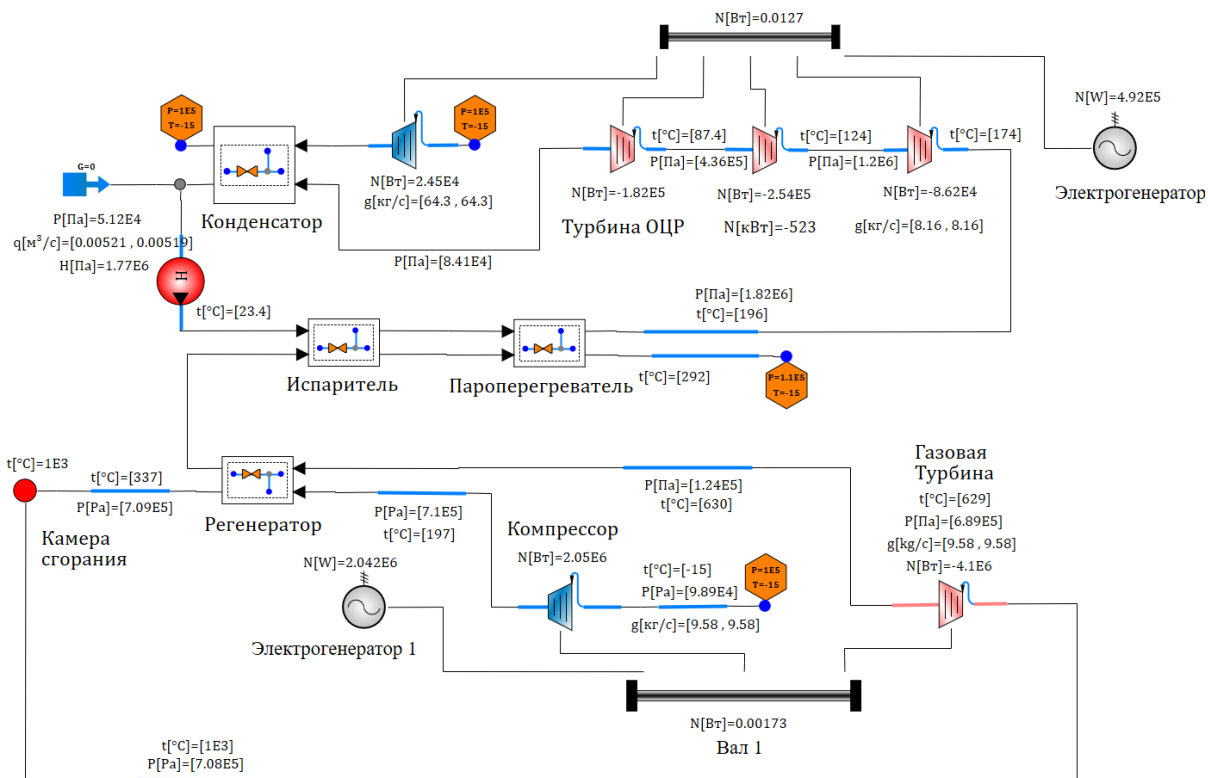 N[Вт]=0.0127
P=1E5
T=-15
P=1E5
T=-15
N[W]=4.92E5
t[°C]=[87.4]
t[°C]=[124]
t[°C]=[174]
P[Па]=[4.36E5]
P[Па]=[1.2E6]
G=0
N[Вт]=2.45E4
g[кг/с]=[64.3 , 64.3]
N[Вт]=-1.82E5
N[Вт]=-2.54E5
N[Вт]=-8.62E4
Электрогенератор
Конденсатор
Турбина ОЦР
N[кВт]=-523
g[кг/с]=[8.16 , 8.16]
P[Па]=5.12E4
q[м³/с]=[0.00521 , 0.00519]
H[Па]=1.77E6
P[Па]=[8.41E4]
H
t[°C]=[23.4]
P[Па]=[1.82E6]
t[°C]=[196]
Испаритель
Пароперегреватель
t[°C]=[292]
P=1.1E5
T=-15
t[°C]=1E3
t[°C]=[337]
P[Pa]=[7.09E5]
Регенератор
Камера
сгорания
P[Pa]=[7.1E5]
t[°C]=[197]
P[Па]=[1.24E5]
t[°C]=[630]
Газовая
Турбина
t[°C]=[629]
P[Па]=[6.89E5]
g[kg/c]=[9.58 , 9.58]
N[Вт]=-4.1E6
Компрессор
N[Вт]=2.05E6
t[°C]=[-15]
P[Pa]=[9.89E4]
g[кг/с]=[9.58 , 9.58]
P=1E5
T=-15
N[W]=2.042E6
Электрогенератор 1
N[Вт]=0.00173
Вал 1
t[°C]=[1E3]
P[Pa]=[7.08E5]